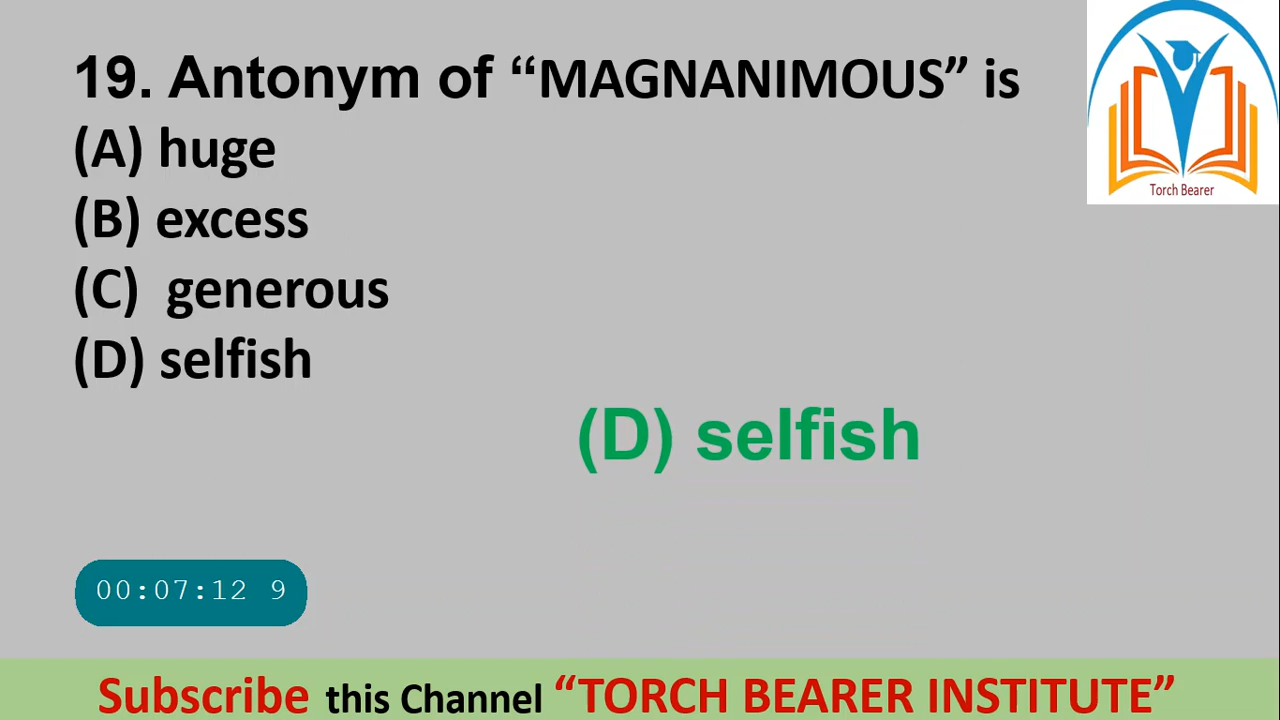 19. Antonym of “MAGNANIMOUS” is
(A) huge
(B) excess
(C) generous
(D) selfish
Torch Bearer
(D) selfish
00:07:12 9
Subscribe this Channel “TORCH BEARER INSTITUTE”